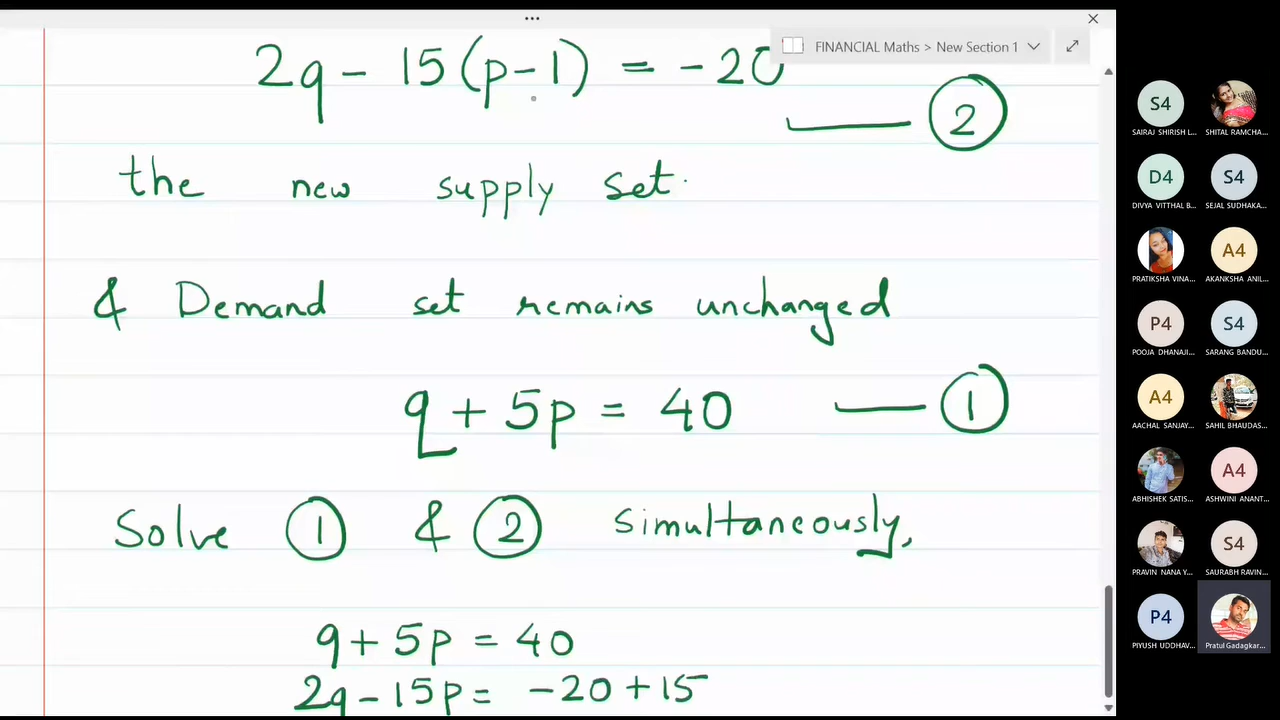 FINANCIAL Maths > New Section 1
2q - 15(p-1) = -20
2
the new supply set.
& Demand set remains unchanged
q + 5p = 40 —— 1
Solve 1 & 2 simultaneously,
q + 5p = 40
2q - 15p = -20 + 15
S4
SAIRAJ SHIRISH L...
SHITAL RAMCHA...
D4
DIVYA VITTHAL B...
S4
SEJAL SUDHAKA...
PRATIKSHA VINA...
A4
AKANKSHA ANIL...
P4
POOJA DHANAJI...
S4
SARANG BANDU...
A4
AACHAL SANJAY...
SAHIL BHAUDAS...
ABHISHEK SATIS...
A4
ASHWINI ANANT...
PRAVIN NANA Y...
S4
SAURABH RAVIN...
P4
PIYUSH UDDHAV...
Pratul Gadagkar...